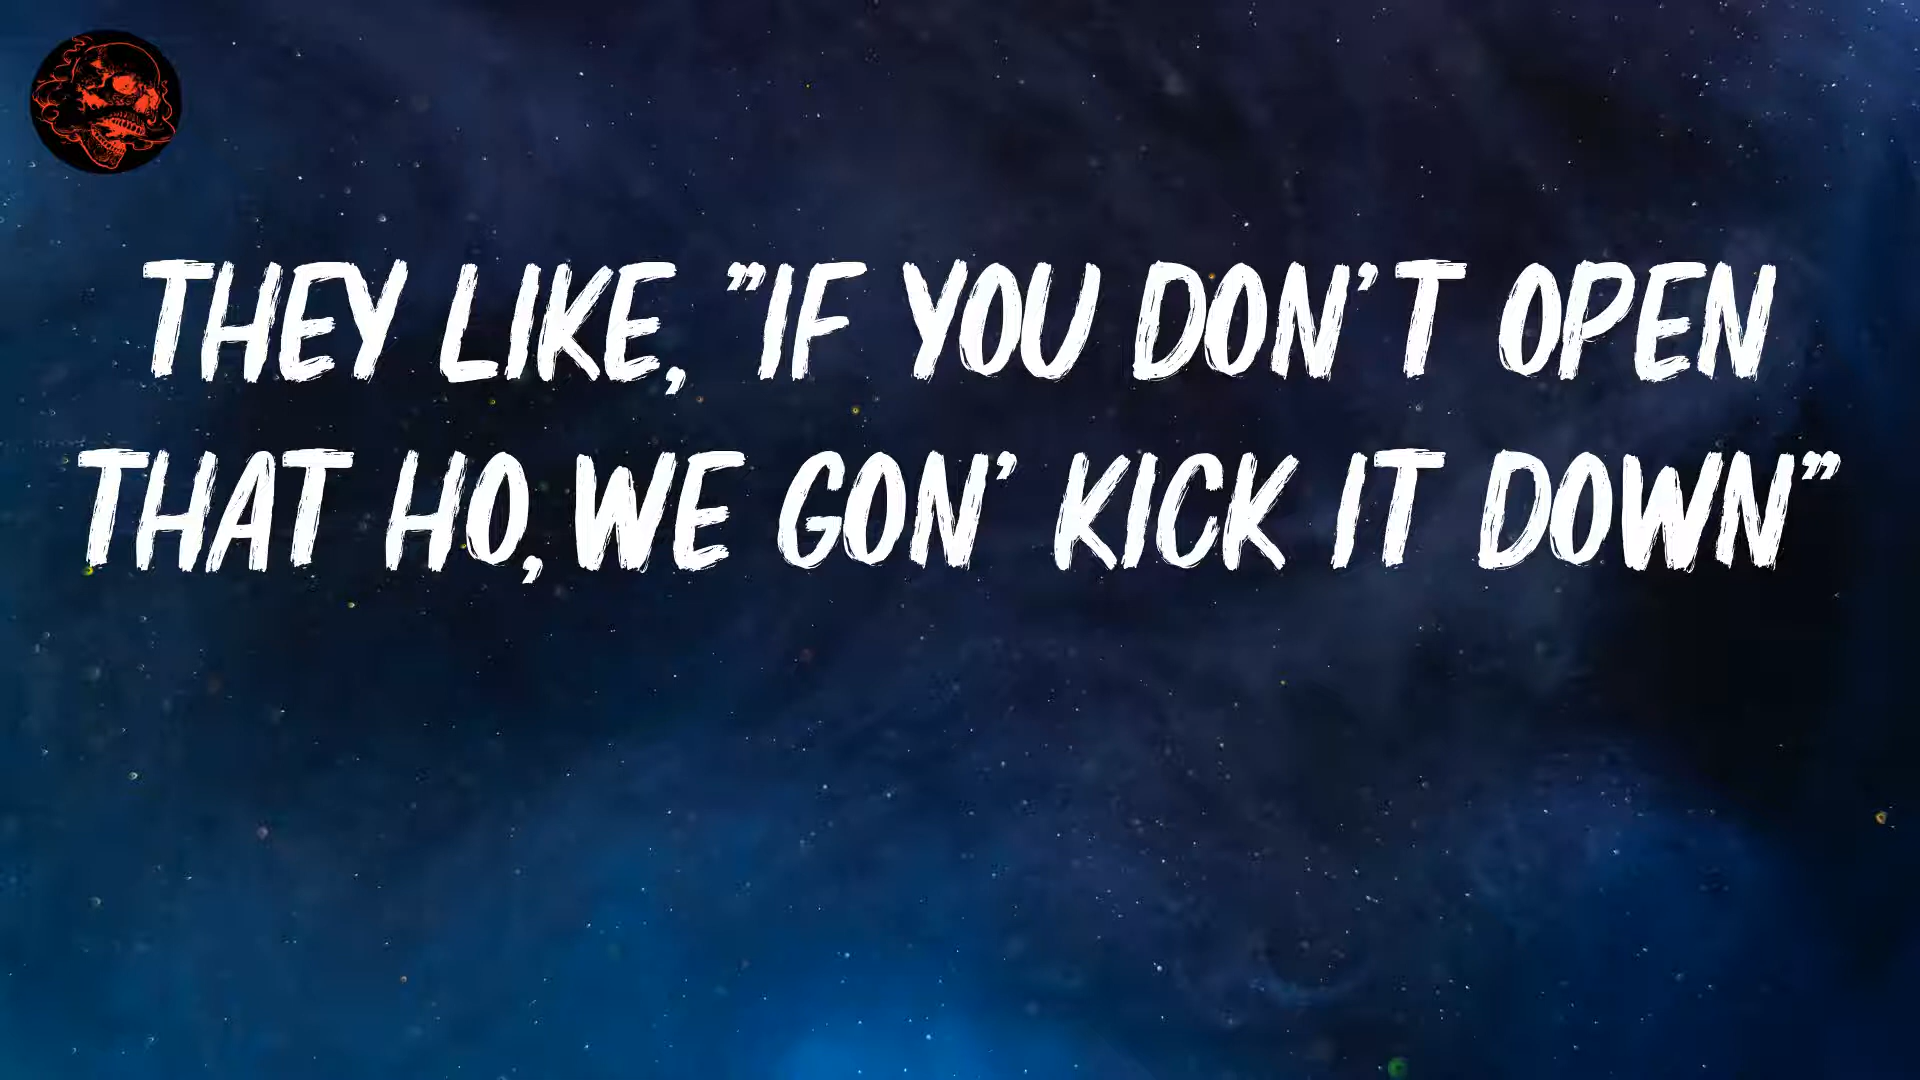 THEY LIKE, "IF YOU DON'T OPEN
THAT HO, WE GON' KICK IT DOWN"